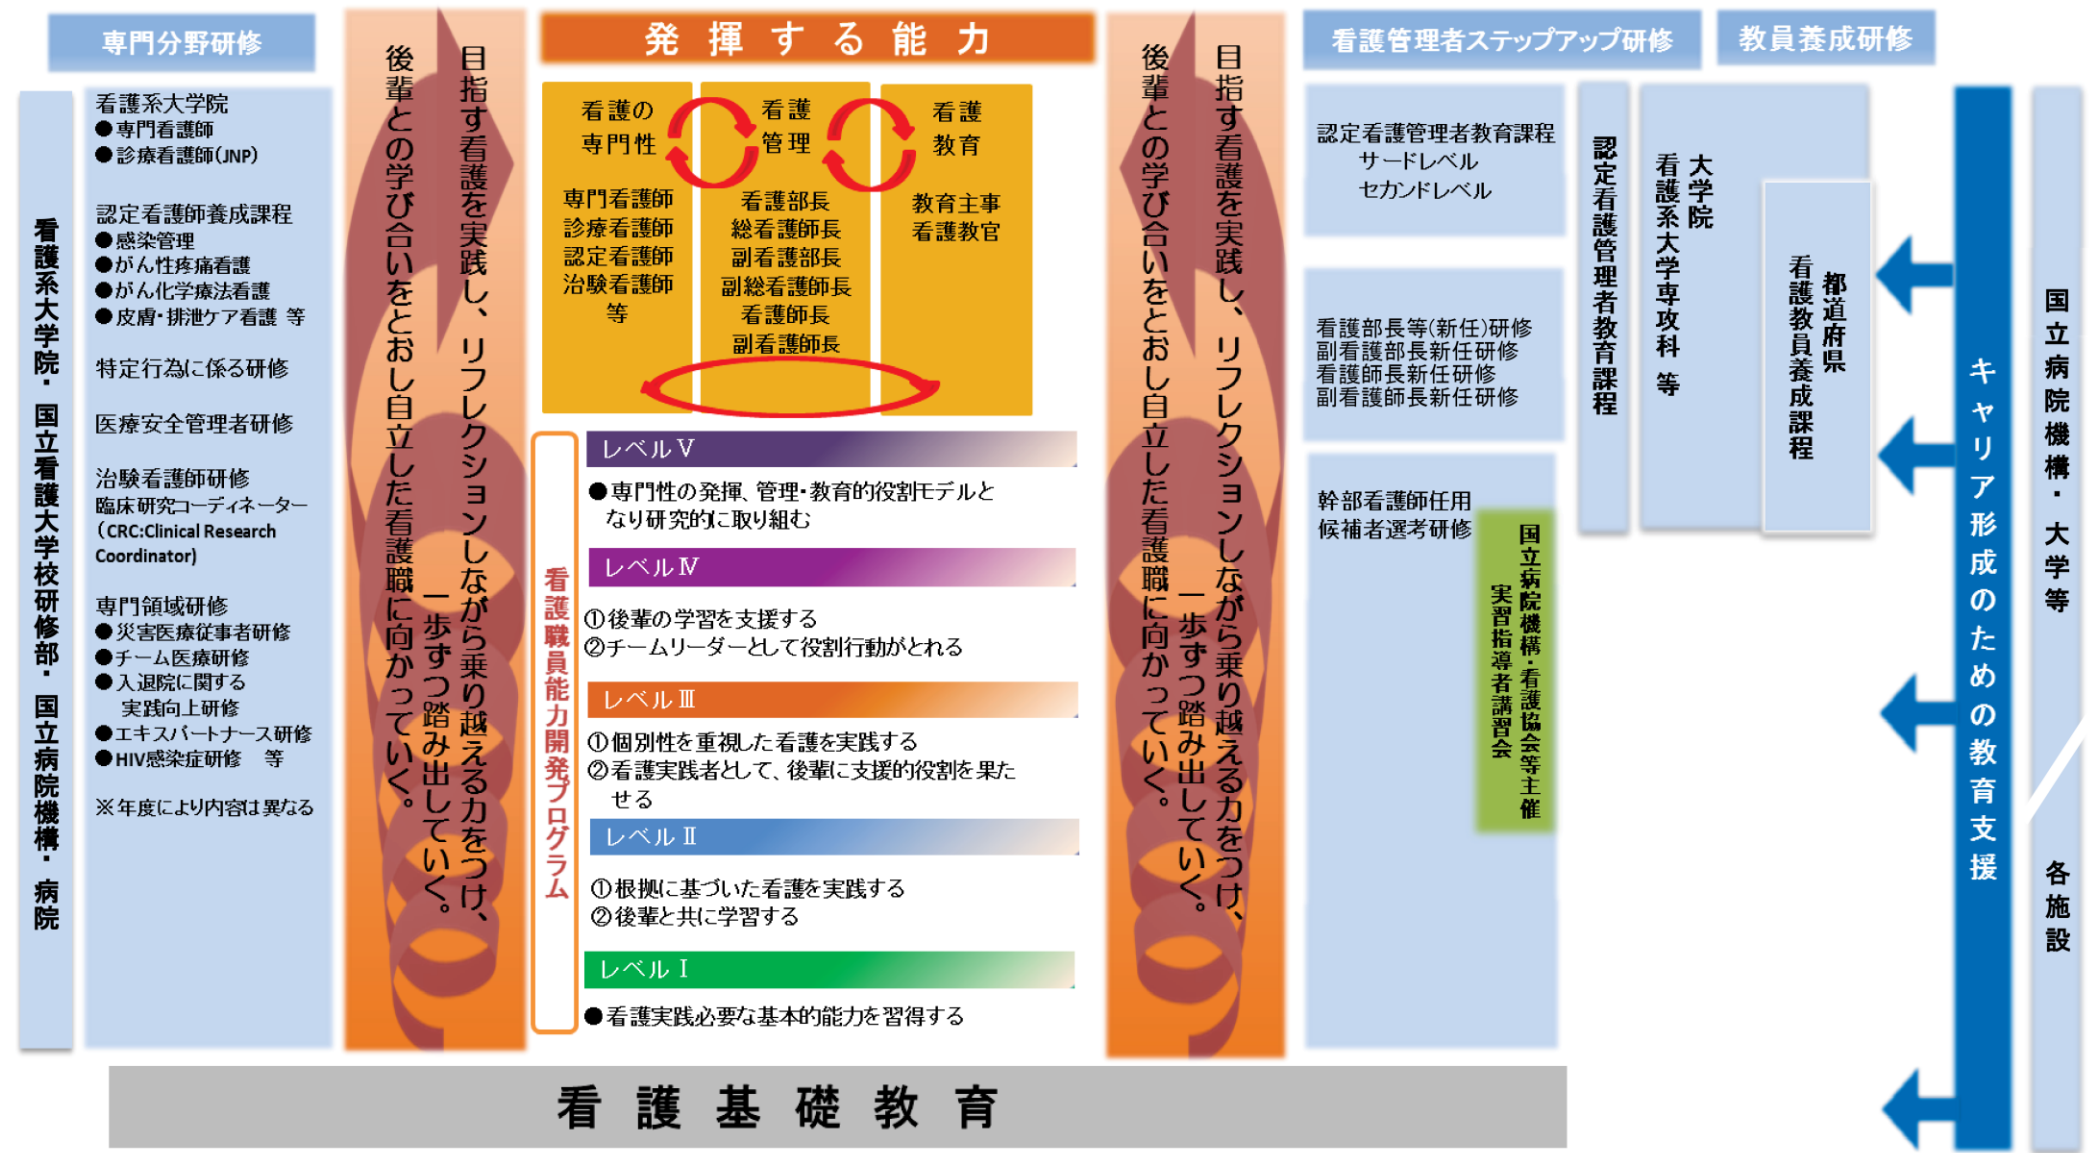 専門分野研修
看護系大学院・国立看護大学校研修部・国立病院機構・病院
看護系大学院
●専門看護師
●診療看護師(JNP)
認定看護師養成課程
●感染管理
●がん性疼痛看護
●がん化学療法看護
●皮膚・排泄ケア看護 等
特定行為に係る研修
医療安全管理者研修
治験看護師研修
臨床研究コーディネーター
(CRC:Clinical Research
Coordinator)
専門領域研修
●災害医療従事者研修
●チーム医療研修
●入退院に関する
実践向上研修
●エキスパートナース研修
●HIV感染症研修 等
※年度により内容は異なる
目指す看護を実践し、リフレクションしながら乗り越える力をつけ、
一歩ずつ踏み出していく。
後輩との学び合いをとおし自立した看護職に向かっていく。
発揮する能力
看護の
専門性
専門看護師
診療看護師
認定看護師
治験看護師
等
看護
管理
看護部長
総看護師長
副看護部長
副総看護師長
看護師長
副看護師長
看護
教育
教育主事
看護教官
看護職員能力開発プログラム
レベルⅤ
●専門性の発揮、管理・教育的役割モデルと
なり研究的に取り組む
レベルⅣ
①後輩の学習を支援する
②チームリーダーとして役割行動がとれる
レベルⅢ
①個別性を重視した看護を実践する
②看護実践者として、後輩に支援的役割を果た
せる
レベルⅡ
①根拠に基づいた看護を実践する
②後輩と共に学習する
レベルⅠ
●看護実践必要な基本的能力を習得する
目指す看護を実践し、リフレクションしながら乗り越える力をつけ、
一歩ずつ踏み出していく。
後輩との学び合いをとおし自立した看護職に向かっていく。
看護管理者ステップアップ研修
認定看護管理者教育課程
サードレベル
セカンドレベル
看護部長等(新任)研修
副看護部長新任研修
看護師長新任研修
副看護師長新任研修
幹部看護師任用
候補者選考研修
国立病院機構・看護協会等主催
実習指導者講習会
認定看護管理者教育課程
教員養成研修
大学院
看護系大学専攻科 等
都道府県
看護教員養成課程
キャリア形成のための教育支援
国立病院機構・大学等
各施設
看護基礎教育